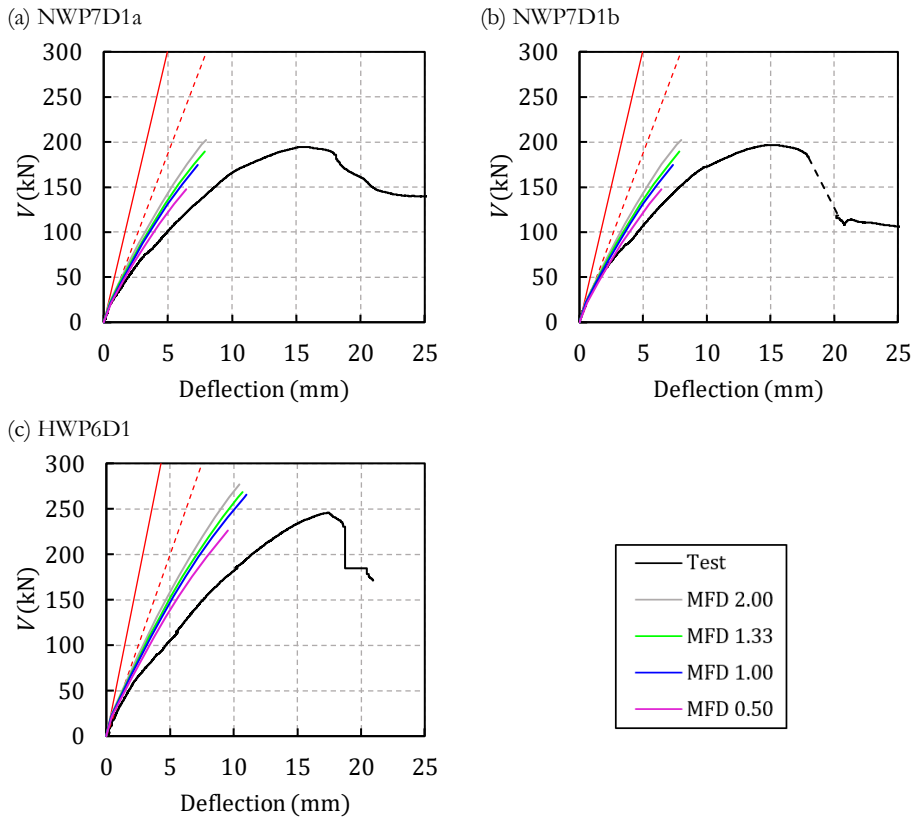 (a) NWP7D1a
300
250
200
150
100
50
0
V (kN)
0 5 10 15 20 25
Deflection (mm)
(b) NWP7D1b
300
250
200
150
100
50
0
V (kN)
0 5 10 15 20 25
Deflection (mm)
(c) HWP6D1
300
250
200
150
100
50
0
V (kN)
0 5 10 15 20 25
Deflection (mm)
Test
MFD 2.00
MFD 1.33
MFD 1.00
MFD 0.50